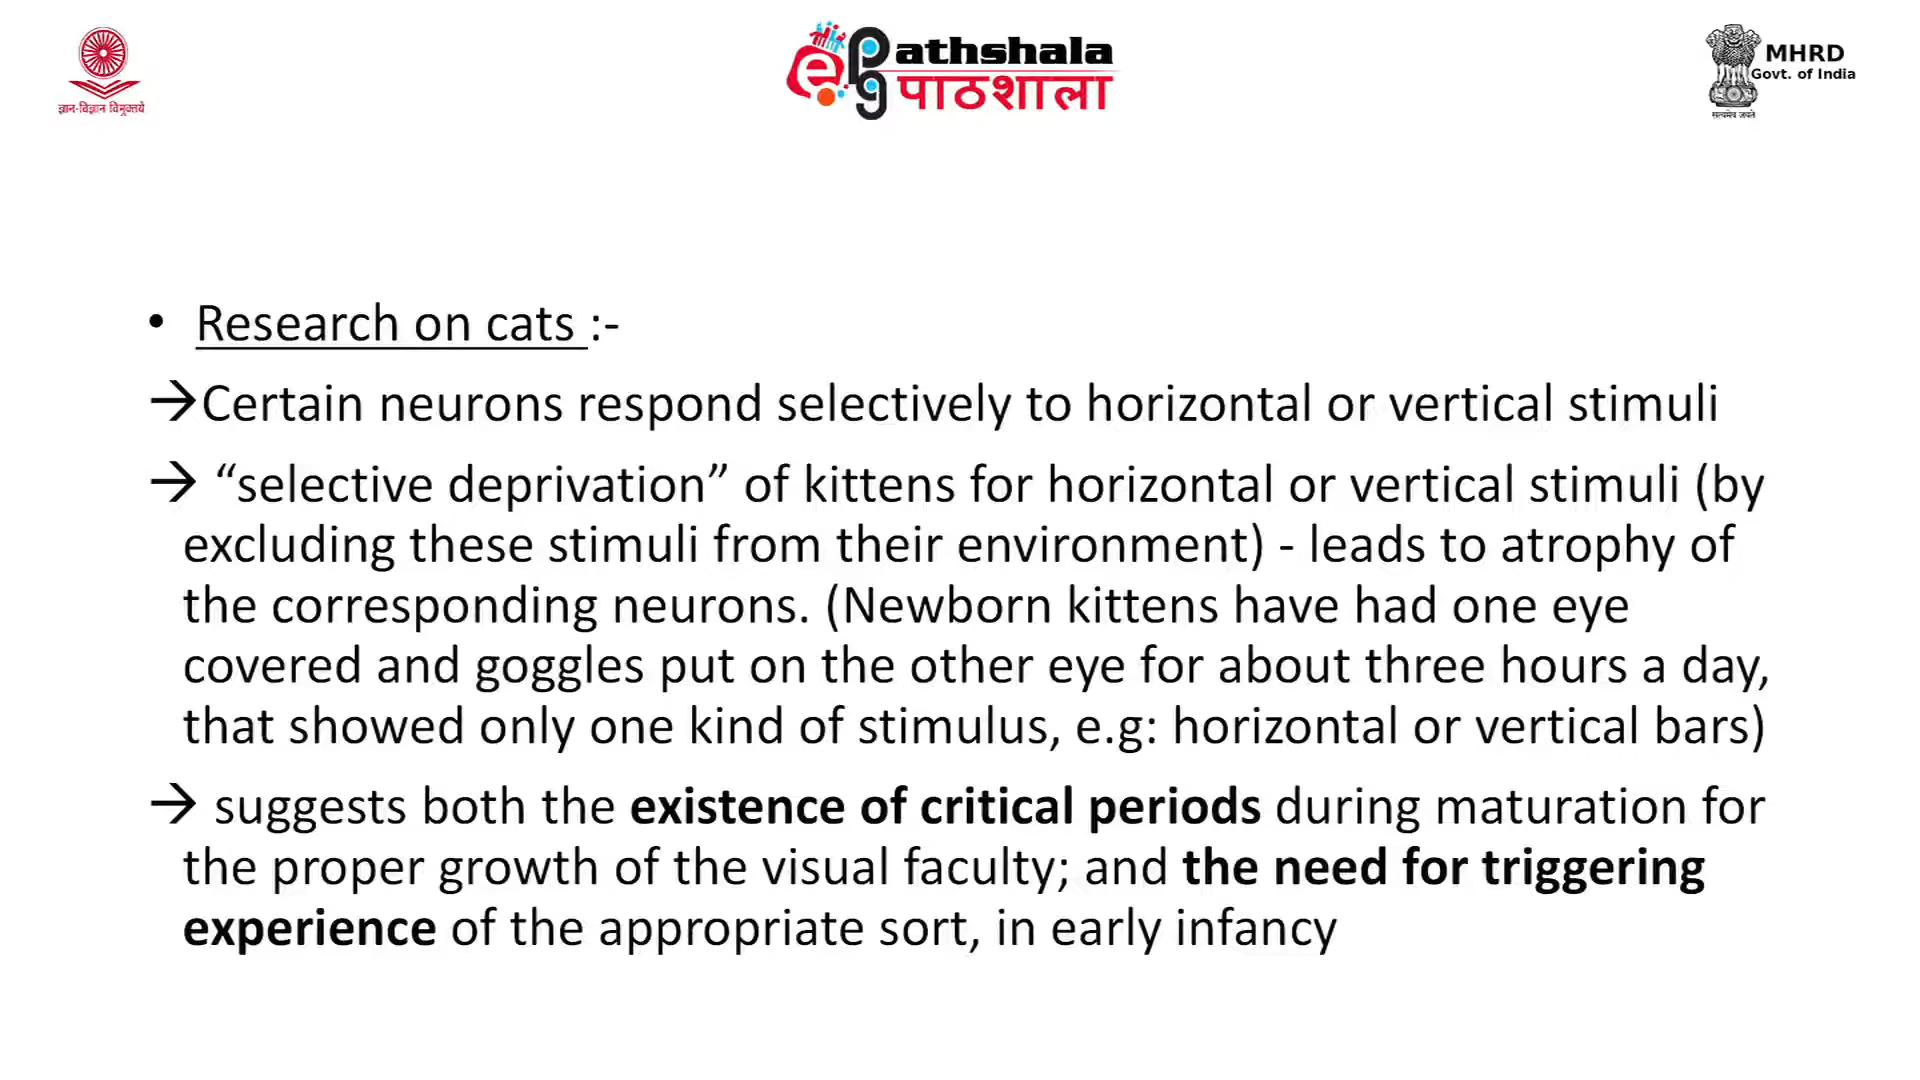 ज्ञान-विज्ञान विमुक्तये
ePathshala
पाठशाला
MHRD
Govt. of India
सत्यमेव जयते
• Research on cats :-
→Certain neurons respond selectively to horizontal or vertical stimuli
→ “selective deprivation” of kittens for horizontal or vertical stimuli (by
excluding these stimuli from their environment) - leads to atrophy of
the corresponding neurons. (Newborn kittens have had one eye
covered and goggles put on the other eye for about three hours a day,
that showed only one kind of stimulus, e.g: horizontal or vertical bars)
→ suggests both the existence of critical periods during maturation for
the proper growth of the visual faculty; and the need for triggering
experience of the appropriate sort, in early infancy